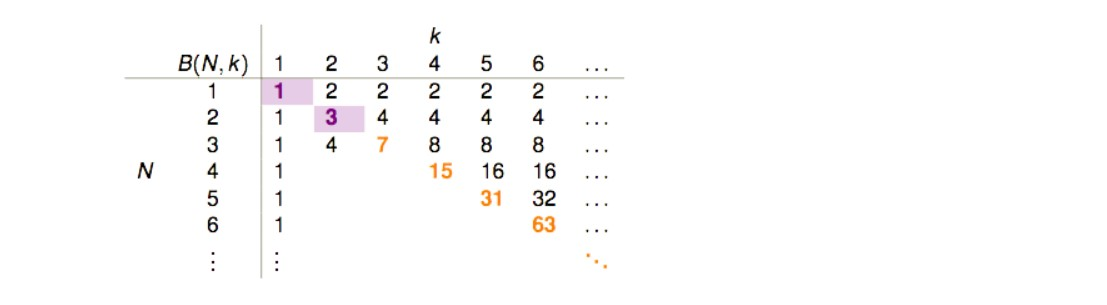 k
B(N, k) 1 2 3 4 5 6 ...
1 1 2 2 2 2 2 ...
2 1 3 4 4 4 4 ...
3 1 4 7 8 8 8 ...
N 4 1 15 16 16 ...
5 1 31 32 ...
6 1 63 ...
⋮ ⋮ ⋱